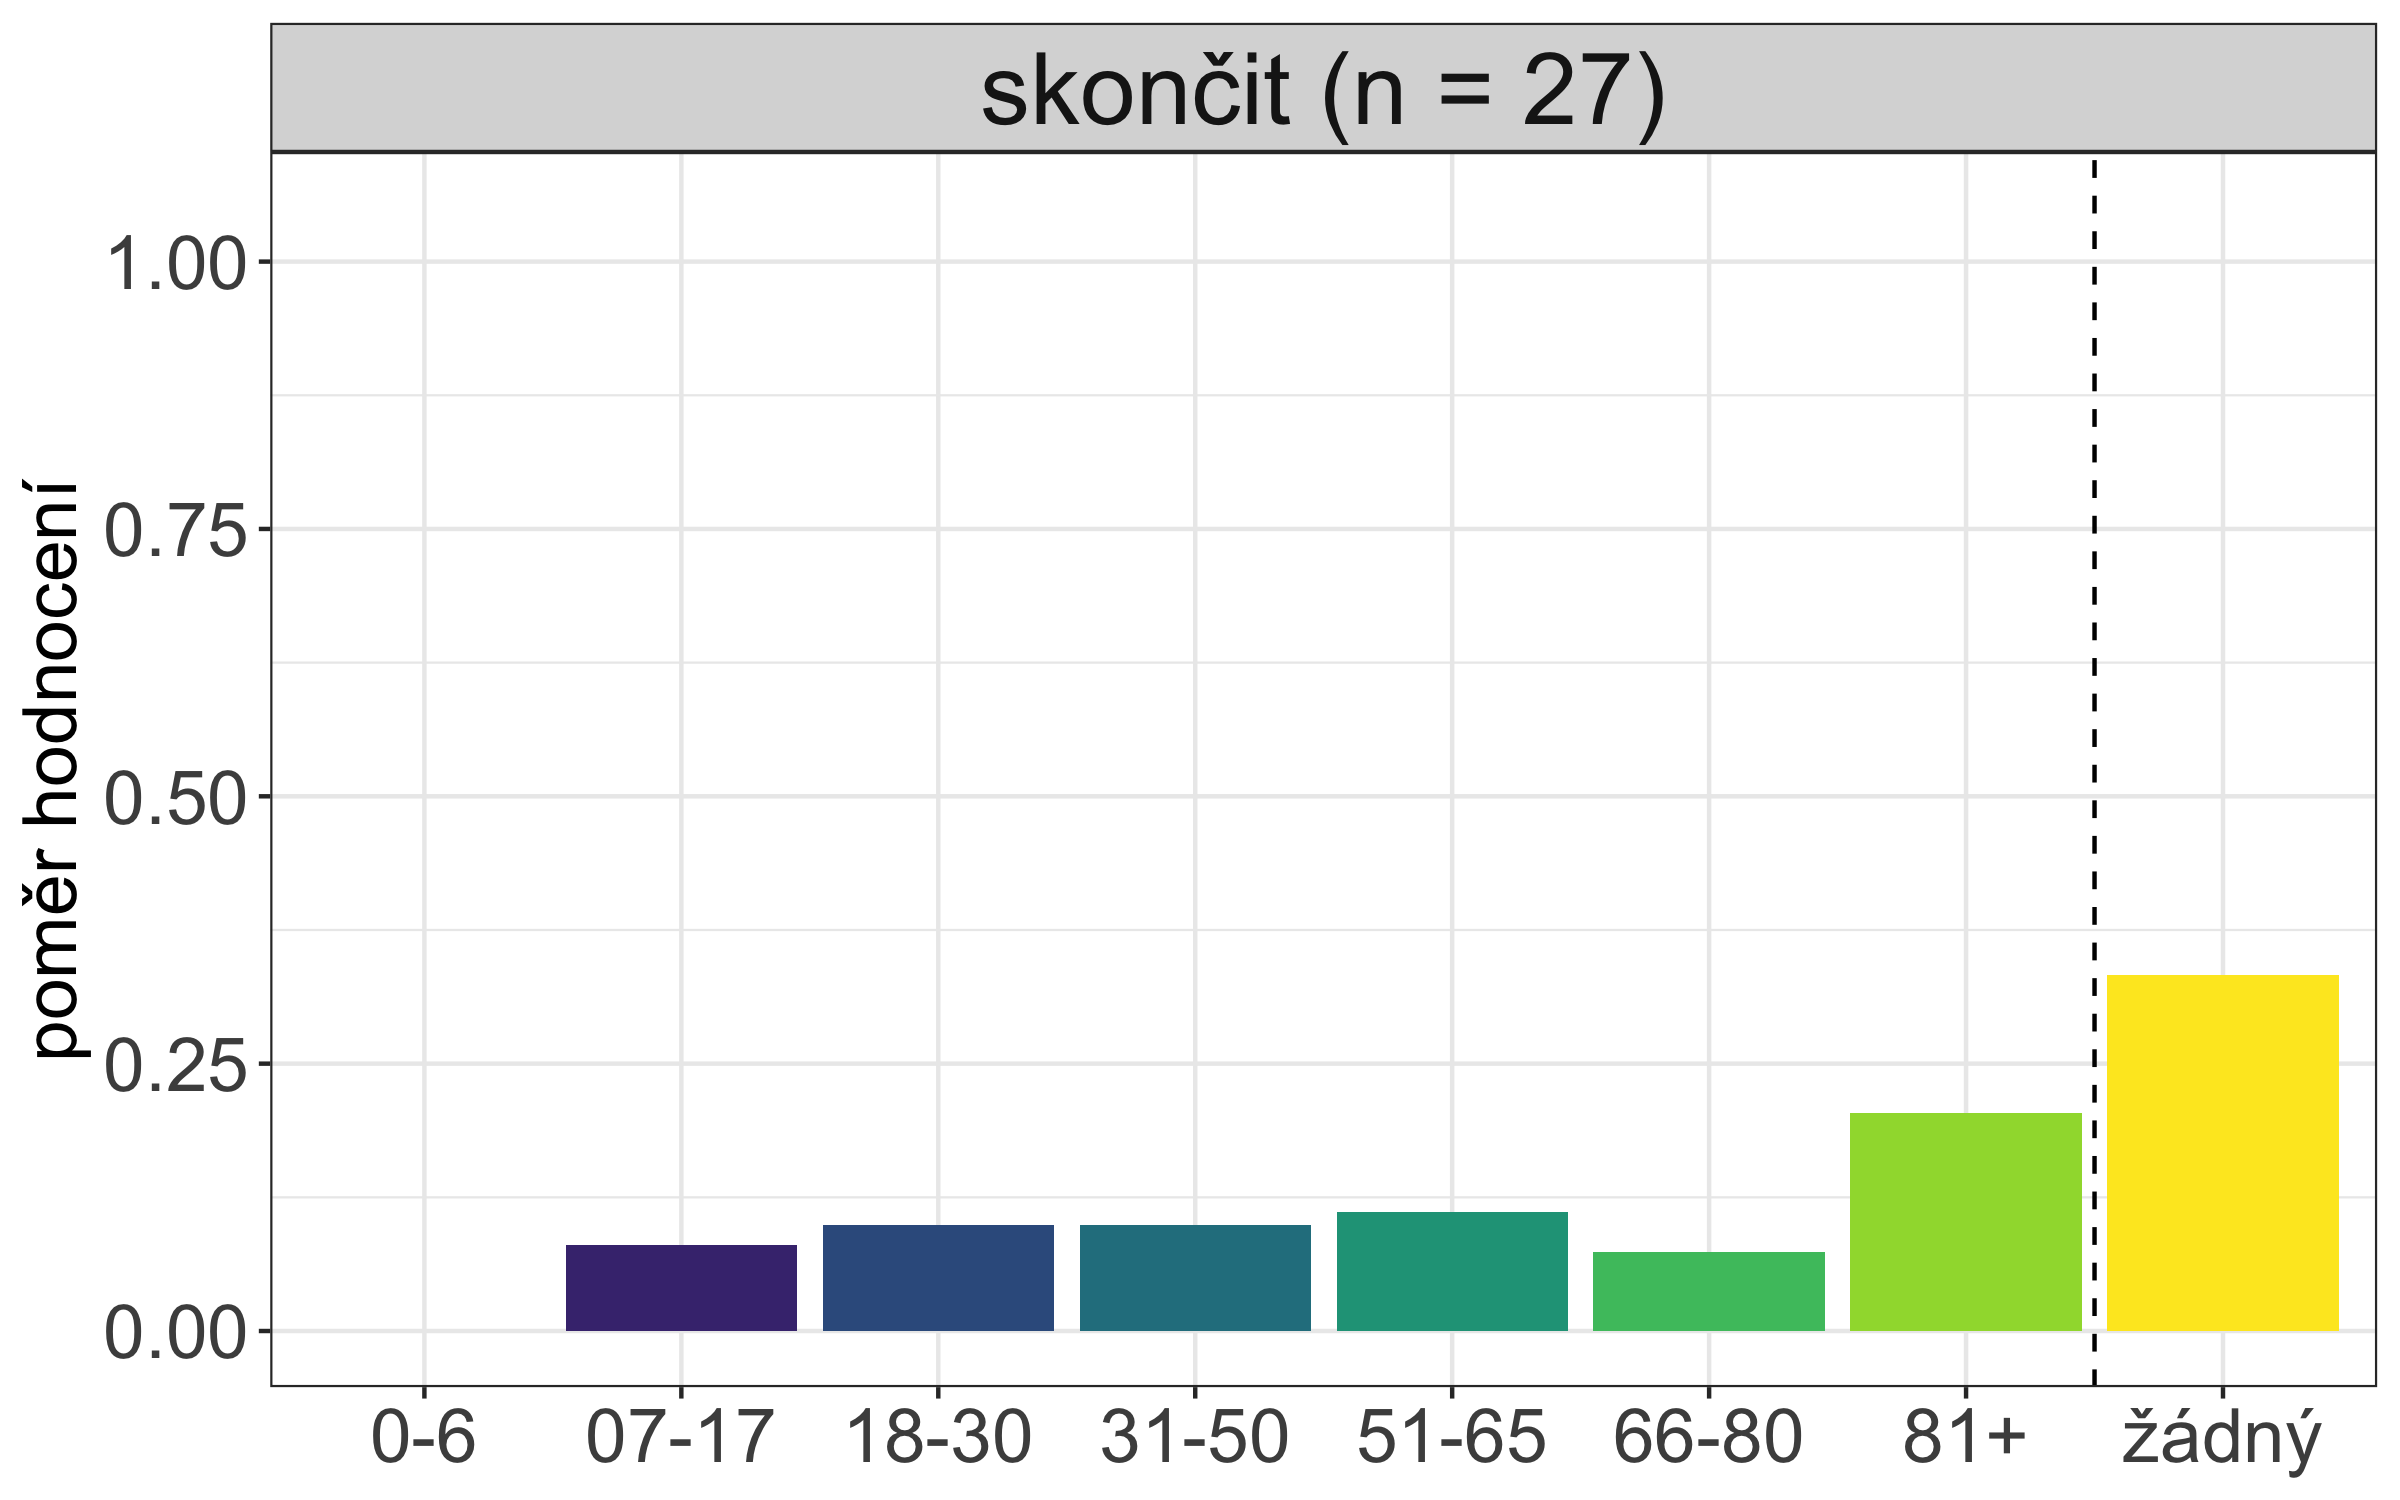 skončit (n = 27)
poměr hodnocení
1.00
0.75
0.50
0.25
0.00
0-6 07-17 18-30 31-50 51-65 66-80 81+ žádný